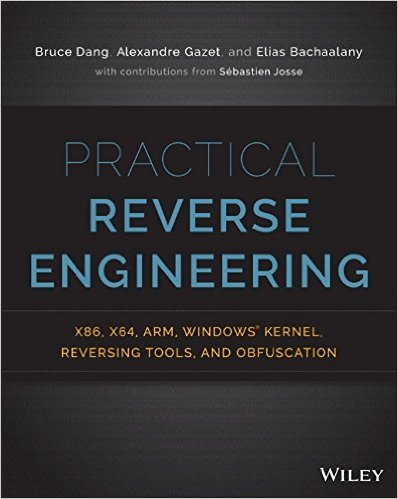 Bruce Dang, Alexandre Gazet, and Elias Bachaalany
with contributions from Sébastien Josse
PRACTICAL
REVERSE
ENGINEERING
X86, X64, ARM, WINDOWS® KERNEL,
REVERSING TOOLS, AND OBFUSCATION
WILEY